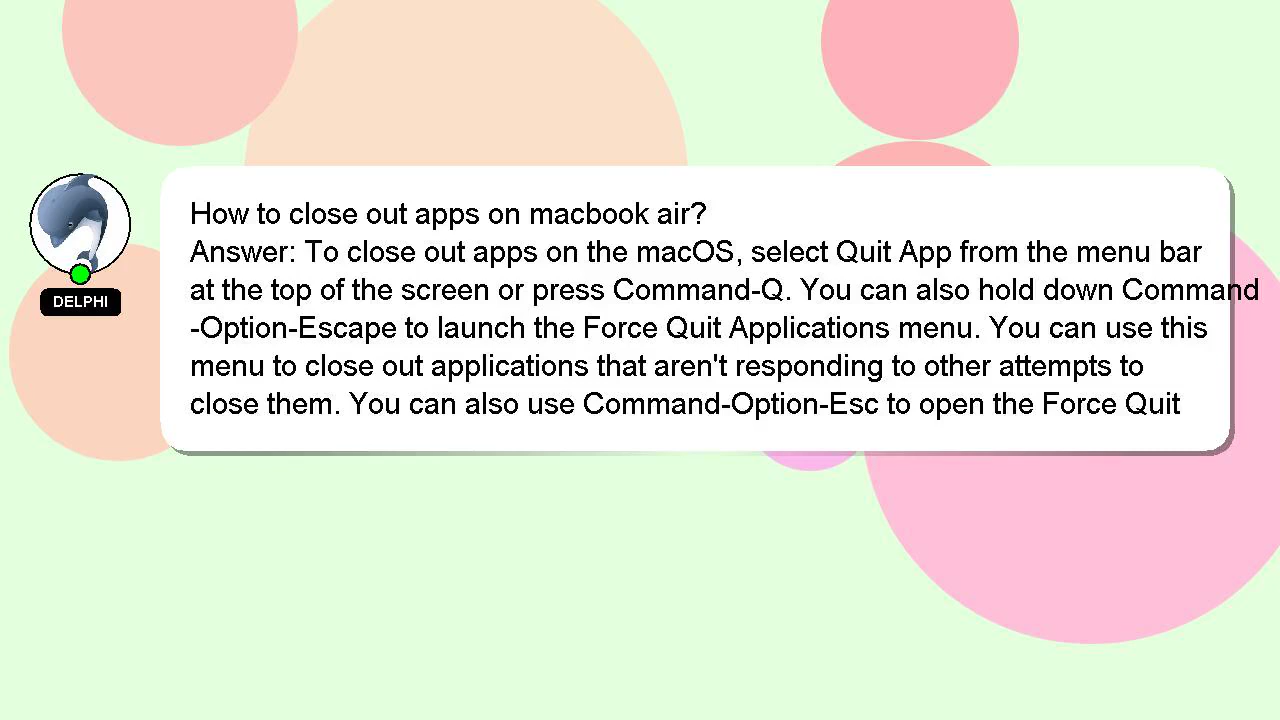 How to close out apps on macbook air?
Answer: To close out apps on the macOS, select Quit App from the menu bar
at the top of the screen or press Command-Q. You can also hold down Command
-Option-Escape to launch the Force Quit Applications menu. You can use this
menu to close out applications that aren't responding to other attempts to
close them. You can also use Command-Option-Esc to open the Force Quit
DELPHI